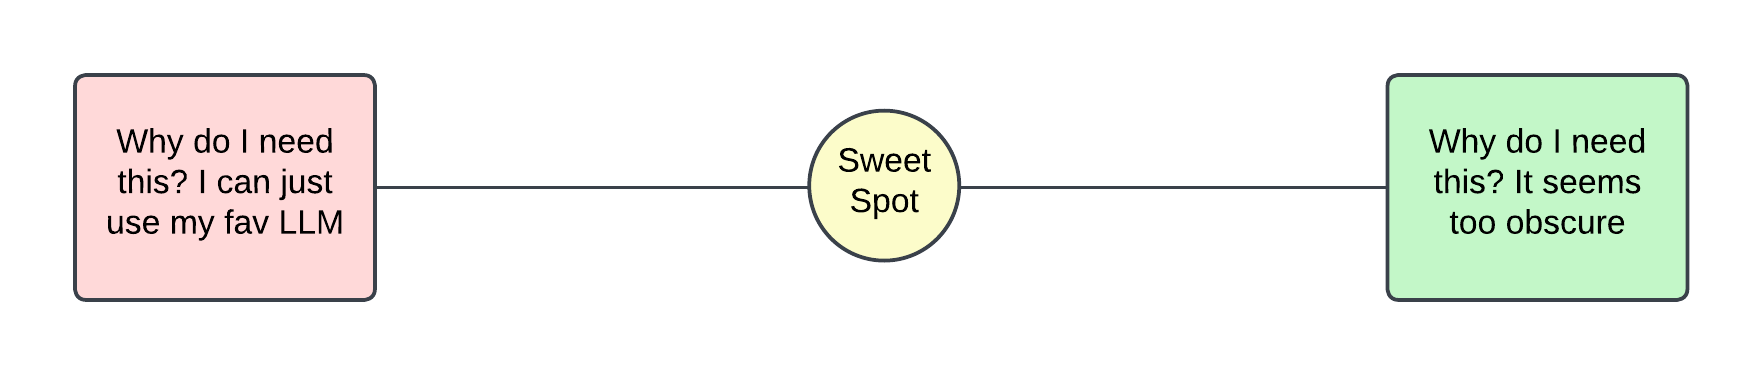 Why do I need
this? I can just
use my fav LLM
Sweet
Spot
Why do I need
this? It seems
too obscure